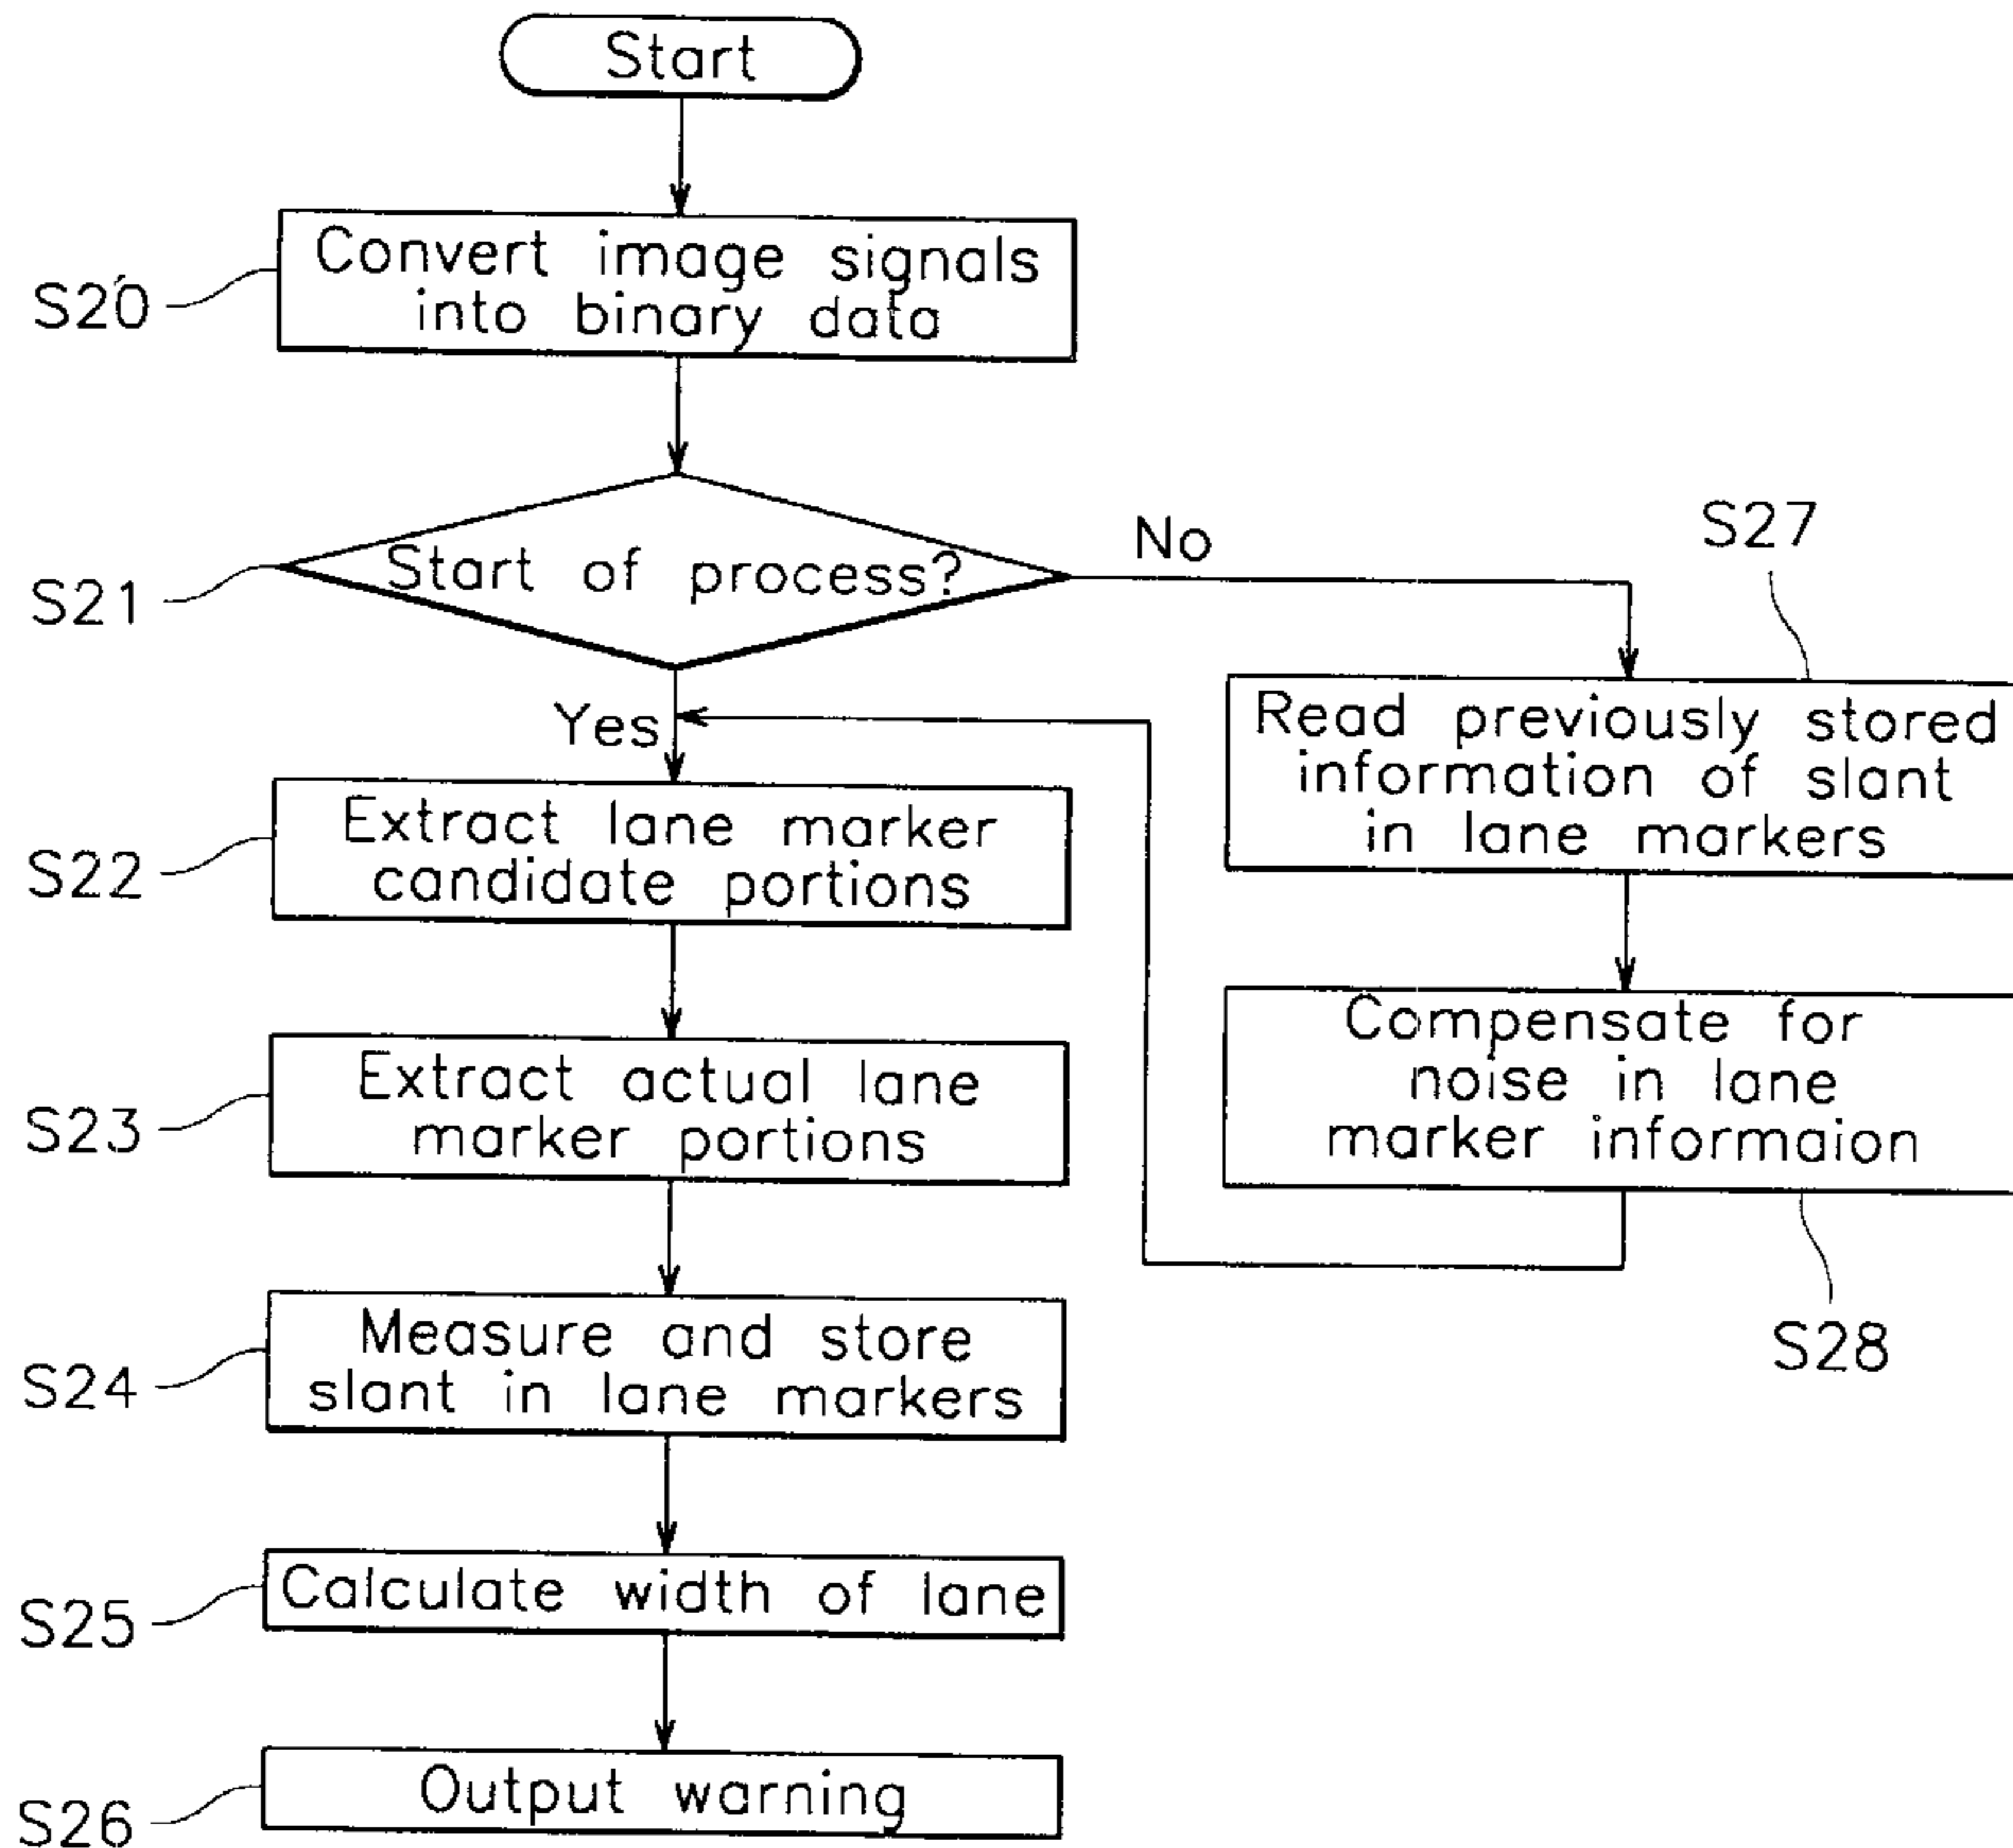 Start
S20
Convert image signals
into binary data
S21
Start of process?
No
Yes
S27
Read previously stored
information of slant
in lane markers
S22
Extract lane marker
candidate portions
Compensate for
noise in lane
marker informaion
S28
S23
Extract actual lane
marker portions
S24
Measure and store
slant in lane markers
S25
Calculate width of lane
S26
Output warning